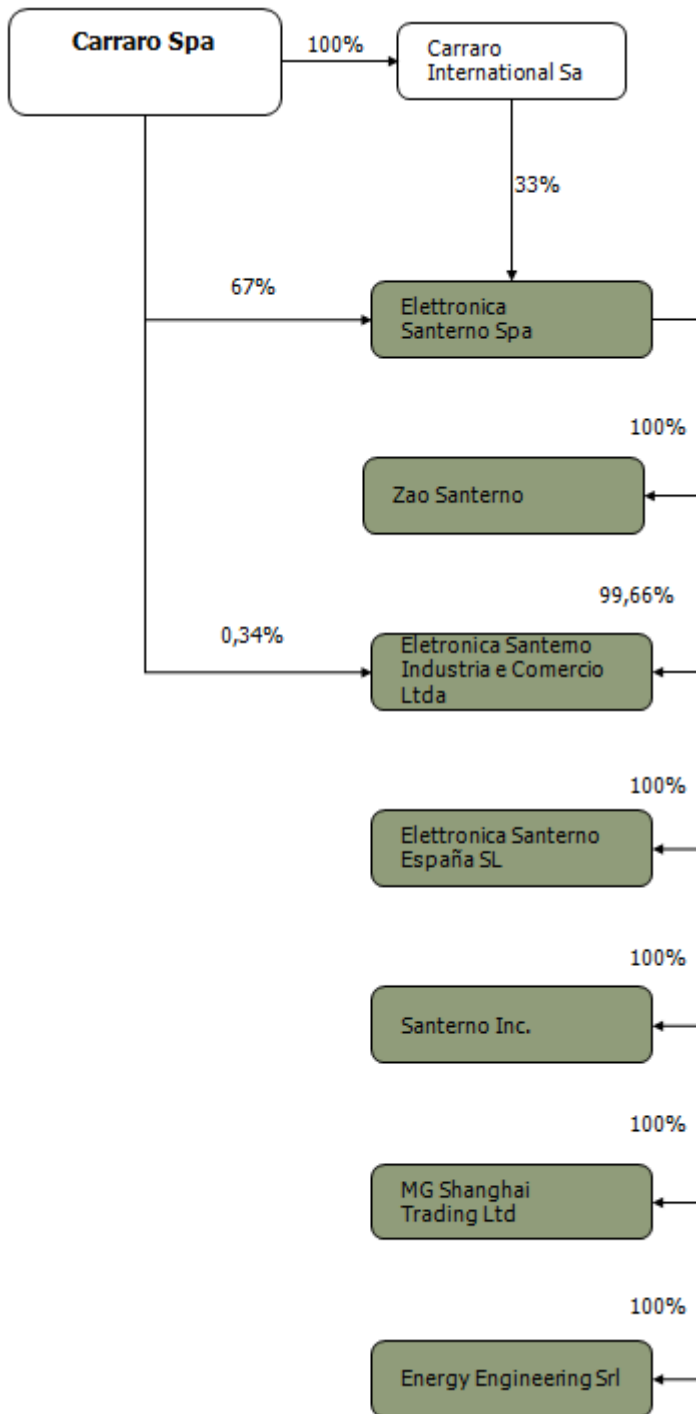 Carraro Spa
100%
Carraro
International Sa
33%
67%
Elettronica
Santerno Spa
100%
Zao Santerno
99,66%
0,34%
Eletronica Santemo
Industria e Comercio
Ltda
100%
Elettronica Santerno
España SL
100%
Santerno Inc.
100%
MG Shanghai
Trading Ltd
100%
Energy Engineering Srl